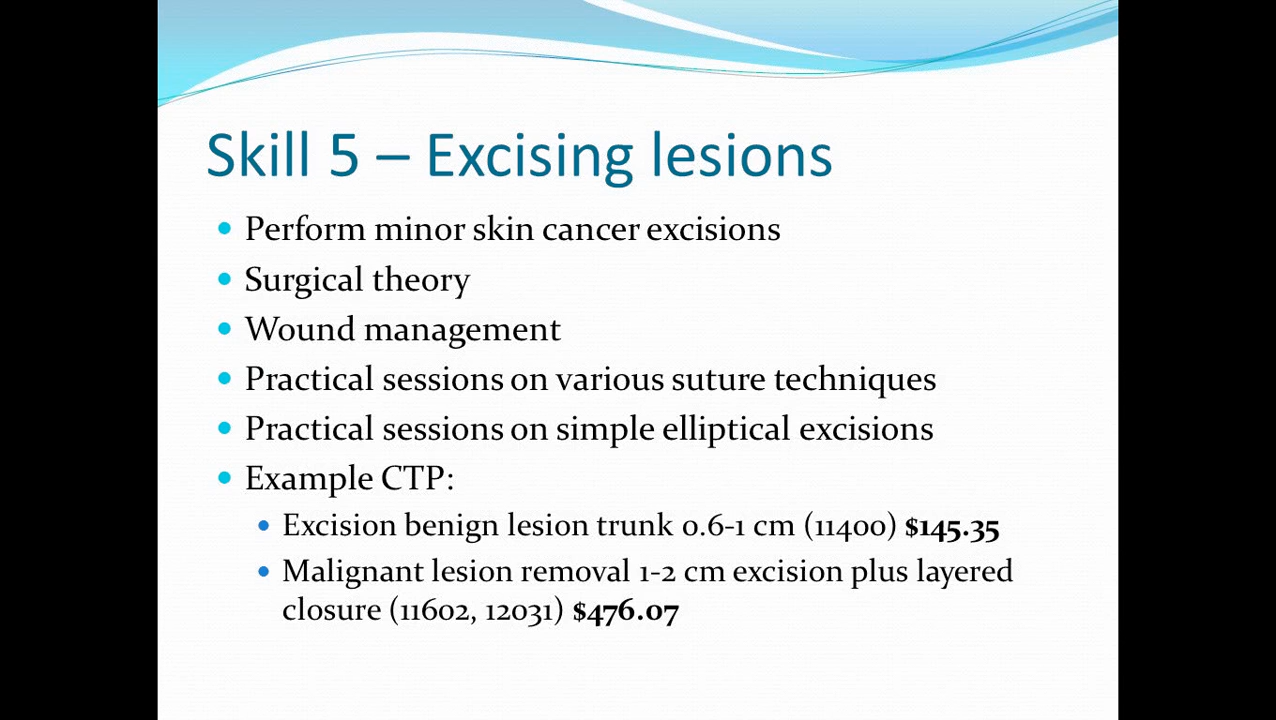 Skill 5 – Excising lesions
• Perform minor skin cancer excisions
• Surgical theory
• Wound management
• Practical sessions on various suture techniques
• Practical sessions on simple elliptical excisions
• Example CTP:
• Excision benign lesion trunk 0.6-1 cm (11400) $145.35
• Malignant lesion removal 1-2 cm excision plus layered
closure (11602, 12031) $476.07